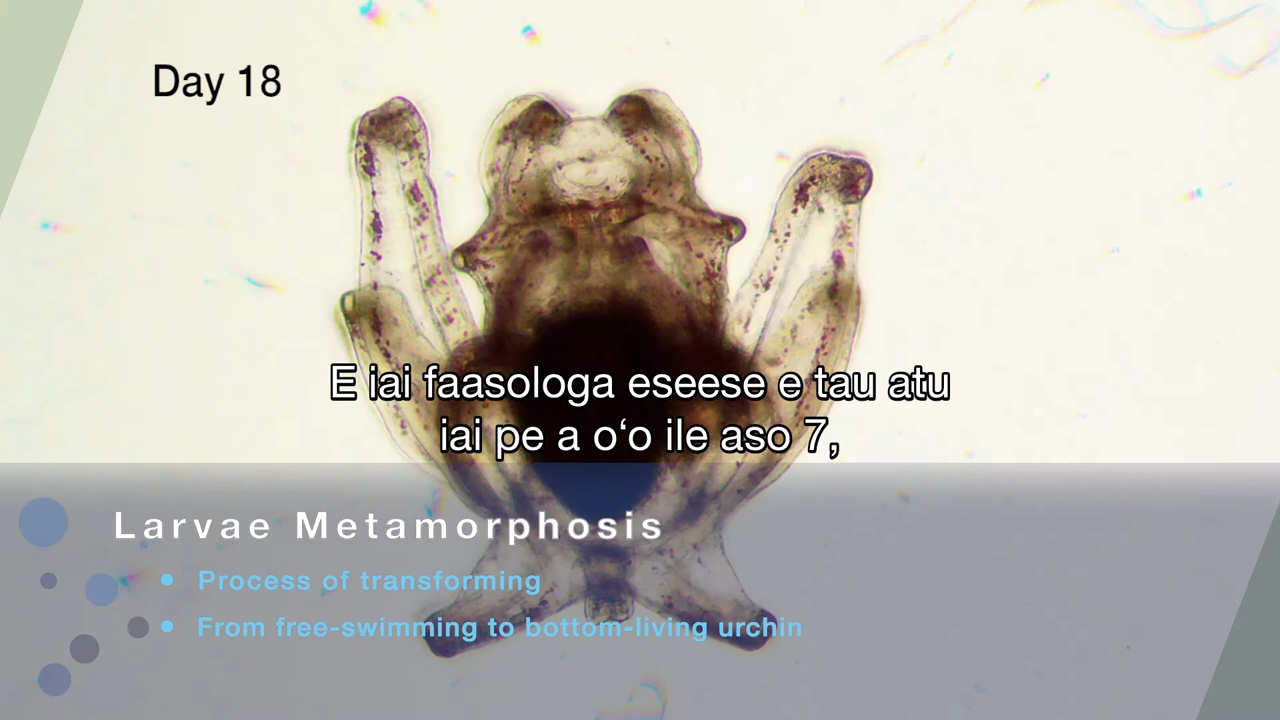 Day 18
E iai faasologa eseese e tau atu
iai pe a oʻo ile aso 7,
Larvae Metamorphosis
• Process of transforming
• From free-swimming to bottom-living urchin